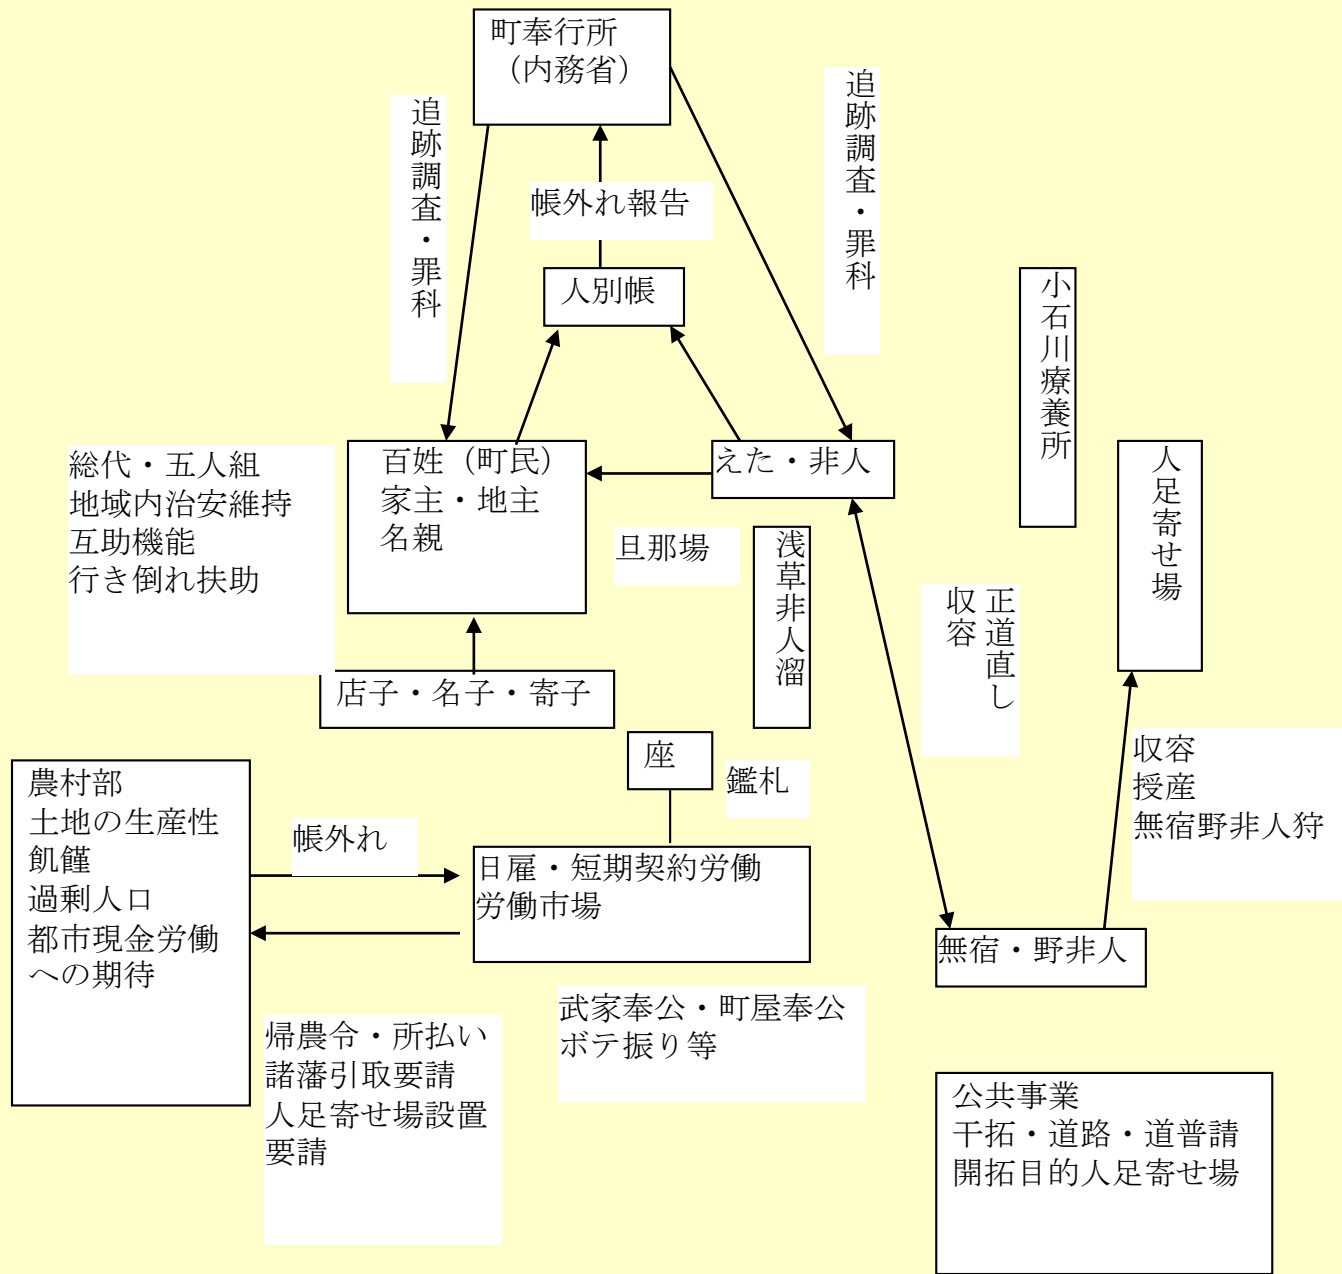 町奉行所
（内務省）
追跡調査・罪科
追跡調査・罪科
帳外れ報告
人別帳
小石川療養所
総代・五人組
地域内治安維持
互助機能
行き倒れ扶助
百姓（町民）
家主・地主
名親
えた・非人
人足寄せ場
旦那場
浅草非人溜
正道直し
収容
店子・名子・寄子
座
鑑札
収容
授産
無宿野非人狩
農村部
土地の生産性
飢饉
過剰人口
都市現金労働
への期待
帳外れ
日雇・短期契約労働
労働市場
無宿・野非人
武家奉公・町屋奉公
ボテ振り等
帰農令・所払い
諸藩引取要請
人足寄せ場設置
要請
公共事業
干拓・道路・道普請
開拓目的人足寄せ場